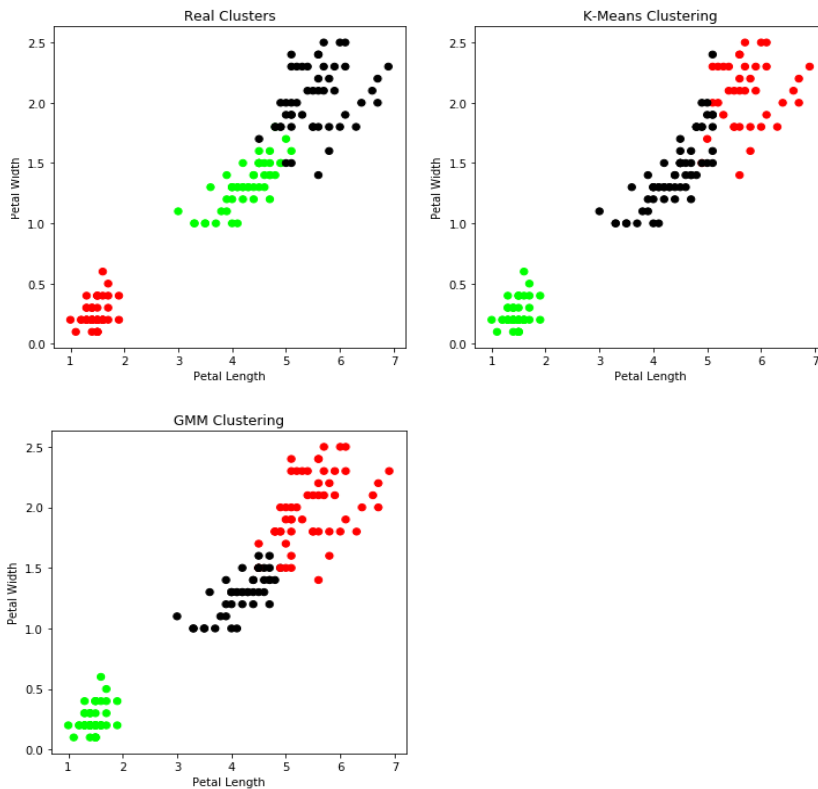 Real Clusters
2.5
2.0
1.5
1.0
0.5
0.0
Petal Width
1 2 3 4 5 6 7
Petal Length
K-Means Clustering
2.5
2.0
1.5
1.0
0.5
0.0
Petal Width
1 2 3 4 5 6 7
Petal Length
GMM Clustering
2.5
2.0
1.5
1.0
0.5
0.0
Petal Width
1 2 3 4 5 6 7
Petal Length